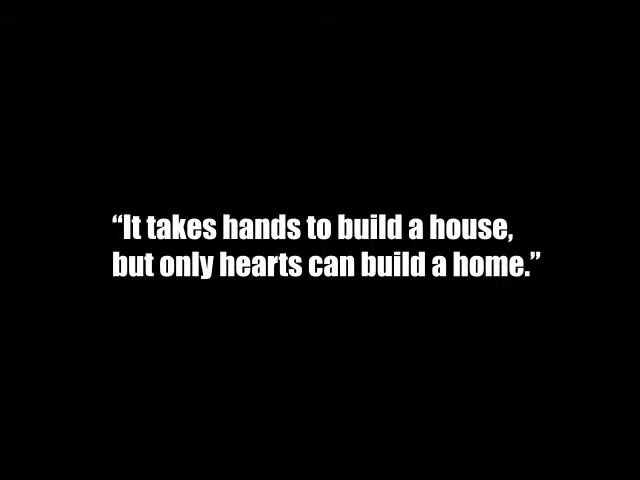 “It takes hands to build a house,
but only hearts can build a home.”